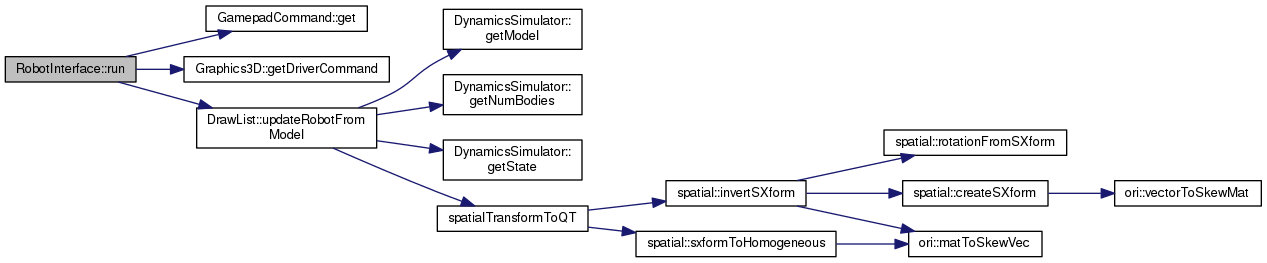 GamepadCommand::get
RobotInterface::run
Graphics3D::getDriverCommand
DrawList::updateRobotFrom
Model
DynamicsSimulator::
getModel
DynamicsSimulator::
getNumBodies
DynamicsSimulator::
getState
spatialTransformToQT
spatial::invertSXform
spatial::sxformToHomogeneous
spatial::rotationFromSXform
spatial::createSXform
ori::matToSkewVec
ori::vectorToSkewMat